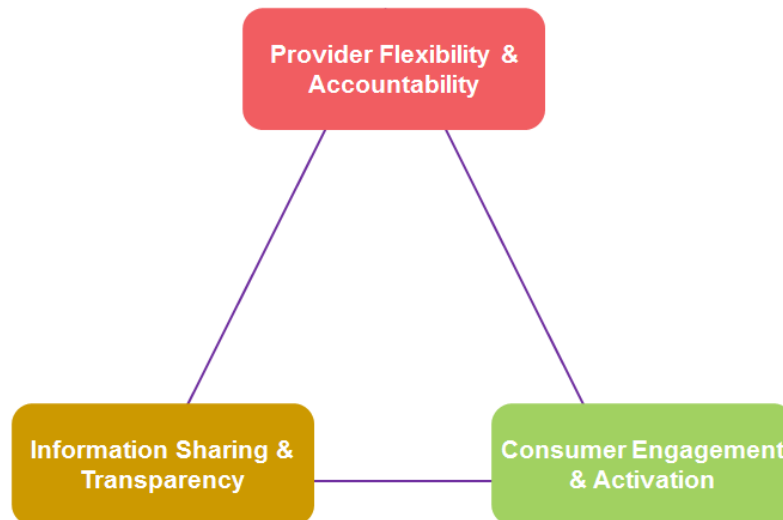 Provider Flexibility &
Accountability
Information Sharing &
Transparency
Consumer Engagement
& Activation